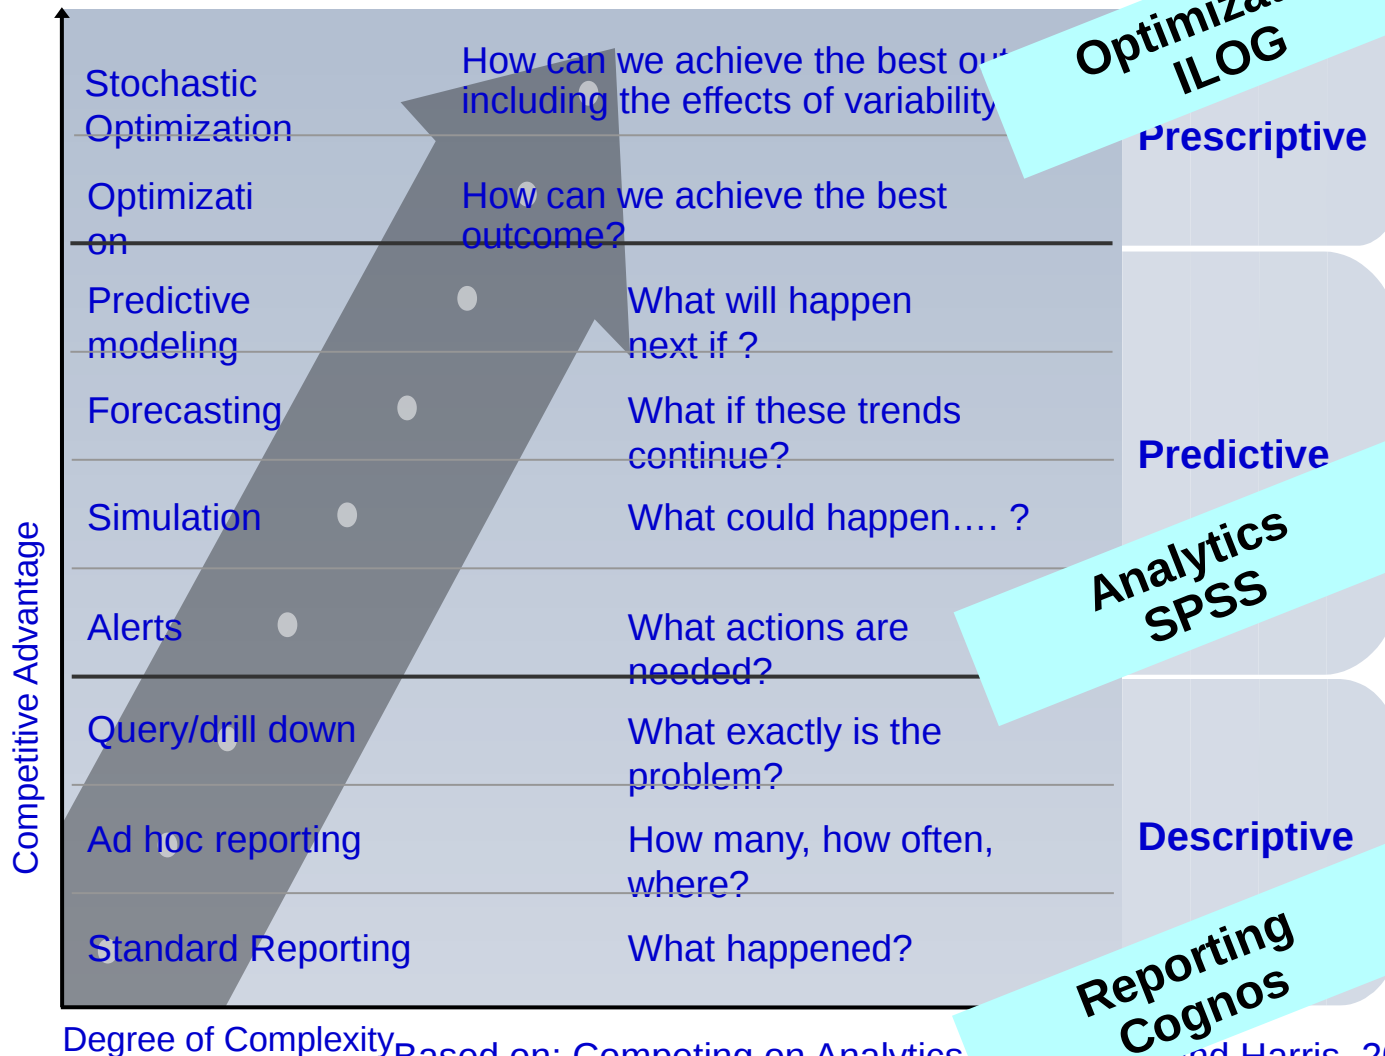 Optimiza
ILOG
How can we achieve the best out
including the effects of variability
Stochastic
Optimization
Prescriptive
Optimizati
on
How can we achieve the best
outcome?
Predictive
modeling
What will happen
next if ?
Forecasting
What if these trends
continue?
Predictive
Simulation
What could happen…. ?
Analytics
SPSS
Alerts
What actions are
needed?
Competitive Advantage
Query/drill down
What exactly is the
problem?
Ad hoc reporting
How many, how often,
where?
Descriptive
Standard Reporting
What happened?
Reporting
Cognos
Degree of Complexity
Based on: Competing on Analytics
Harris, 20